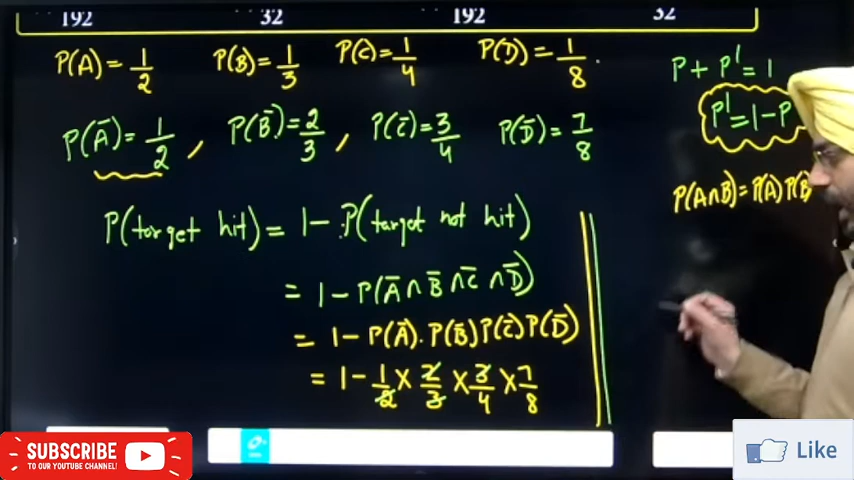 192 32 192 32
P(A)=1/2 P(B)=1/3 P(C)=1/4 P(D)=1/8
P+P'=1
P'=1-P
P(Ā)=1/2, P(B̄)=2/3, P(C̄)=3/4 P(D̄)=7/8
P(A∩B)=P(A)P(B)
P(target hit)=1-P(target not hit)
=1-P(Ā∩B̄∩C̄∩D̄)
=1-P(Ā).P(B̄)P(C̄)P(D̄)
=1-1/2×2/3×3/4×7/8
SUBSCRIBE
TO OUR YOUTUBE CHANNEL!
Like